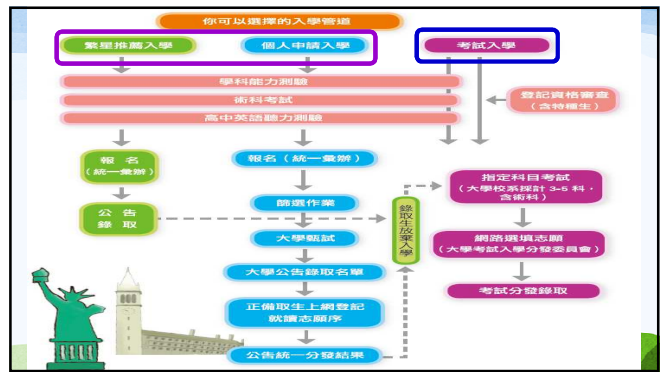 你可以選擇的入學管道
繁星推薦入學
個人申請入學
考試入學
學科能力測驗
術科考試
高中英語聽力測驗
登記資格審查
(含特種生)
報 名
(統一彙辦)
公 告
錄 取
報名(統一彙辦)
篩選作業
大學甄試
大學公告錄取名單
正備取生上網登記
就讀志願序
公告統一分發結果
錄取生放棄入學
指定科目考試
(大學校系採計 3-6 科,
含術科)
網路選填志願
(大學考試入學分發委員會)
考試分發錄取